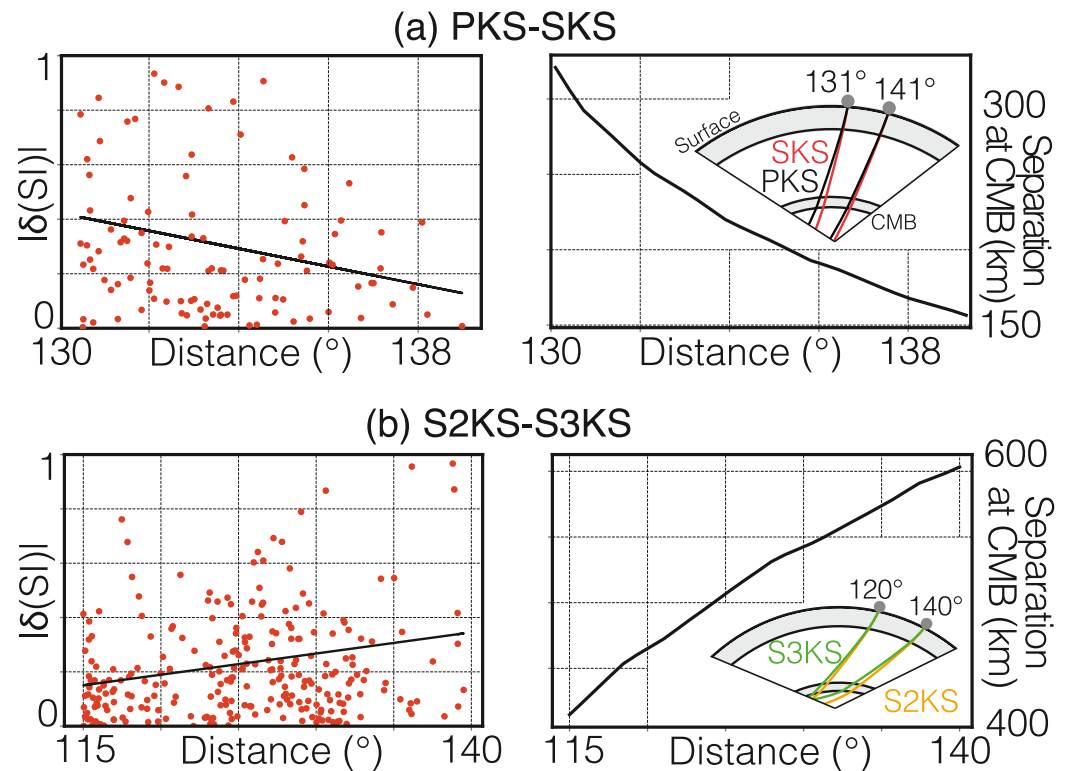 (a) PKS-SKS
1
|δ(SI)|
0
130
Distance (°)
138
131°
141°
Surface
SKS
PKS
CMB
300
Separation
at CMB (km)
150
130
Distance (°)
138
(b) S2KS-S3KS
1
|δ(SI)|
0
115
Distance (°)
140
600
Separation
at CMB (km)
400
120°
140°
S3KS
S2KS
115
Distance (°)
140